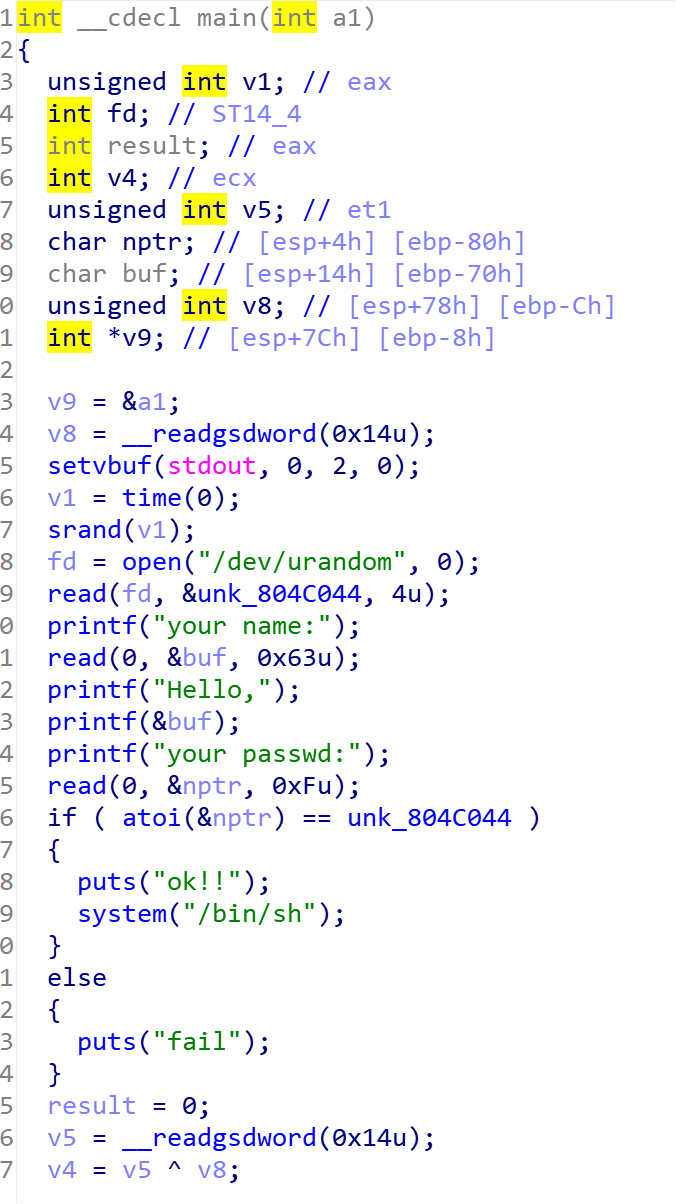 1 int __cdecl main(int a1)
2 {
3   unsigned int v1; // eax
4   int fd; // ST14_4
5   int result; // eax
6   int v4; // ecx
7   unsigned int v5; // et1
8   char nptr; // [esp+4h] [ebp-80h]
9   char buf; // [esp+14h] [ebp-70h]
0   unsigned int v8; // [esp+78h] [ebp-Ch]
1   int *v9; // [esp+7Ch] [ebp-8h]
2
3   v9 = &a1;
4   v8 = __readgsdword(0x14u);
5   setvbuf(stdout, 0, 2, 0);
6   v1 = time(0);
7   srand(v1);
8   fd = open("/dev/urandom", 0);
9   read(fd, &unk_804C044, 4u);
0   printf("your name:");
1   read(0, &buf, 0x63u);
2   printf("Hello,");
3   printf(&buf);
4   printf("your passwd:");
5   read(0, &nptr, 0xFu);
6   if ( atoi(&nptr) == unk_804C044 )
7   {
8     puts("ok!!");
9     system("/bin/sh");
0   }
1   else
2   {
3     puts("fail");
4   }
5   result = 0;
6   v5 = __readgsdword(0x14u);
7   v4 = v5 ^ v8;